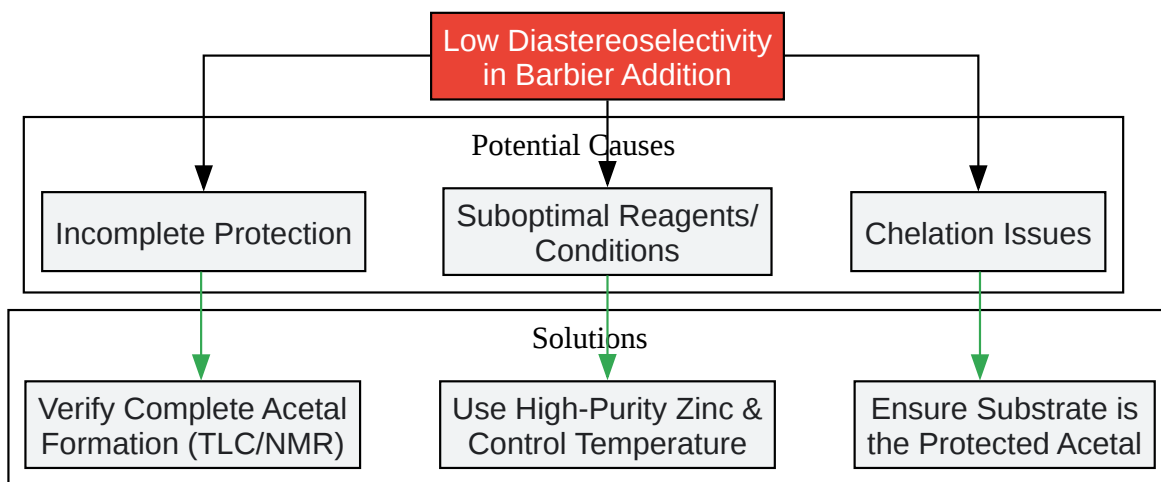 Low Diastereoselectivity
in Barbier Addition
Potential Causes
Incomplete Protection
Suboptimal Reagents/
Conditions
Chelation Issues
Solutions
Verify Complete Acetal
Formation (TLC/NMR)
Use High-Purity Zinc &
Control Temperature
Ensure Substrate is
the Protected Acetal